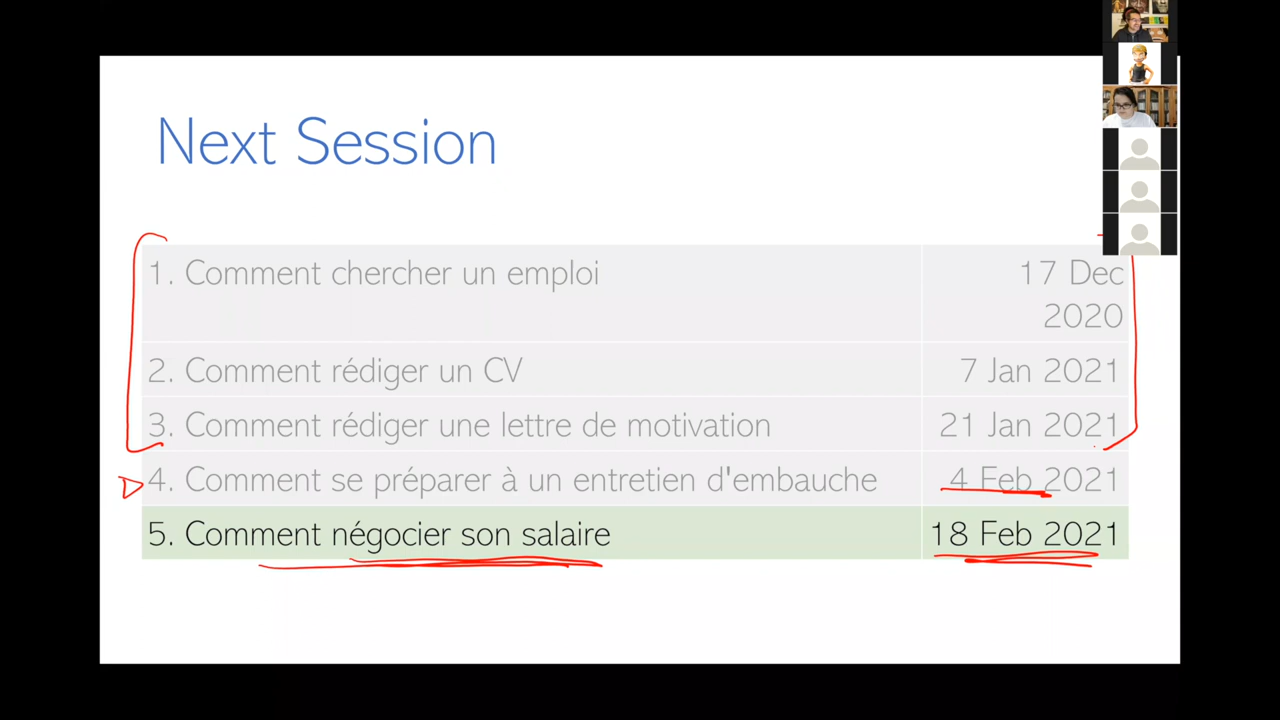 Next Session
1. Comment chercher un emploi 17 Dec
2020
2. Comment rédiger un CV 7 Jan 2021
3. Comment rédiger une lettre de motivation 21 Jan 2021
4. Comment se préparer à un entretien d'embauche 4 Feb 2021
5. Comment négocier son salaire 18 Feb 2021